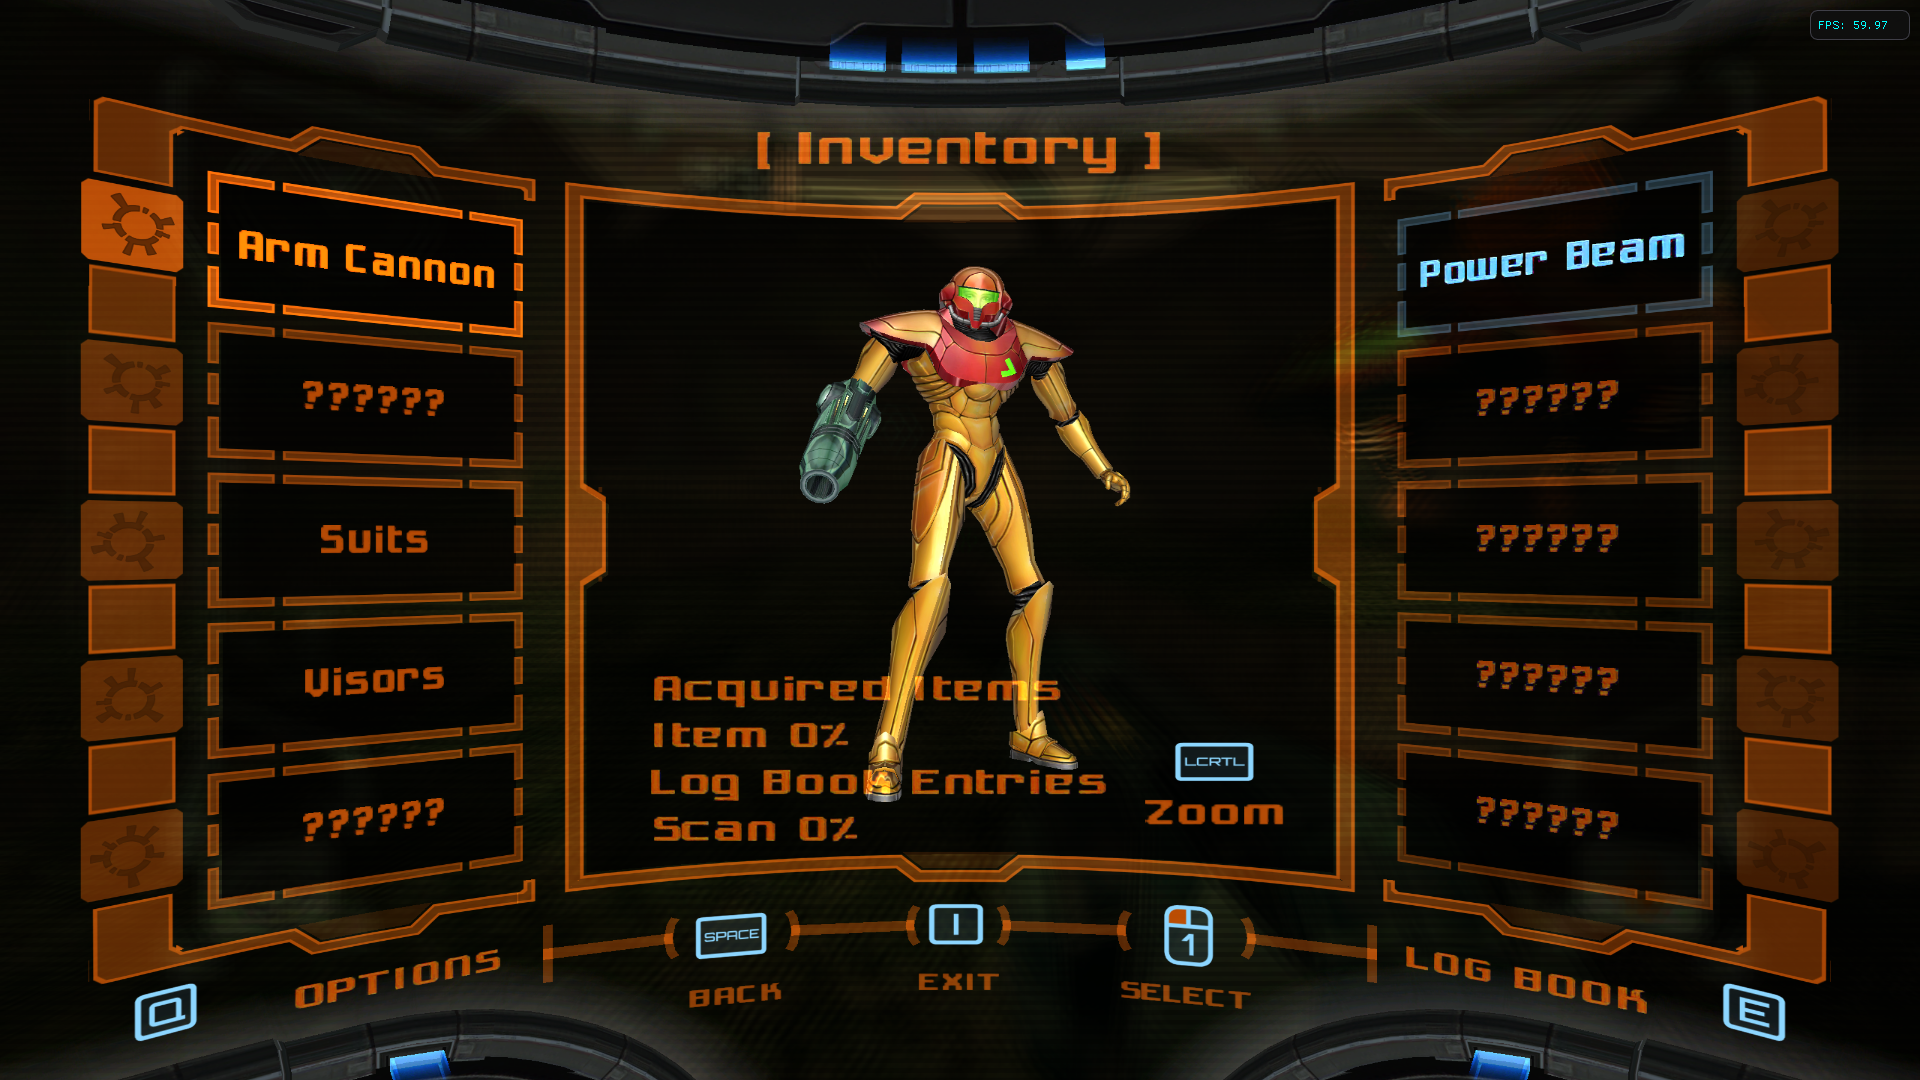 FPS: 59.97
[ Inventory ]
Arm Cannon
??????
Suits
Visors
??????
Power Beam
??????
??????
??????
??????
Acquired Items
Item 0%
Log Book Entries
Scan 0%
LCRTL
Zoom
Q
OPTIONS
SPACE
BACK
I
EXIT
1
SELECT
LOG BOOK
E